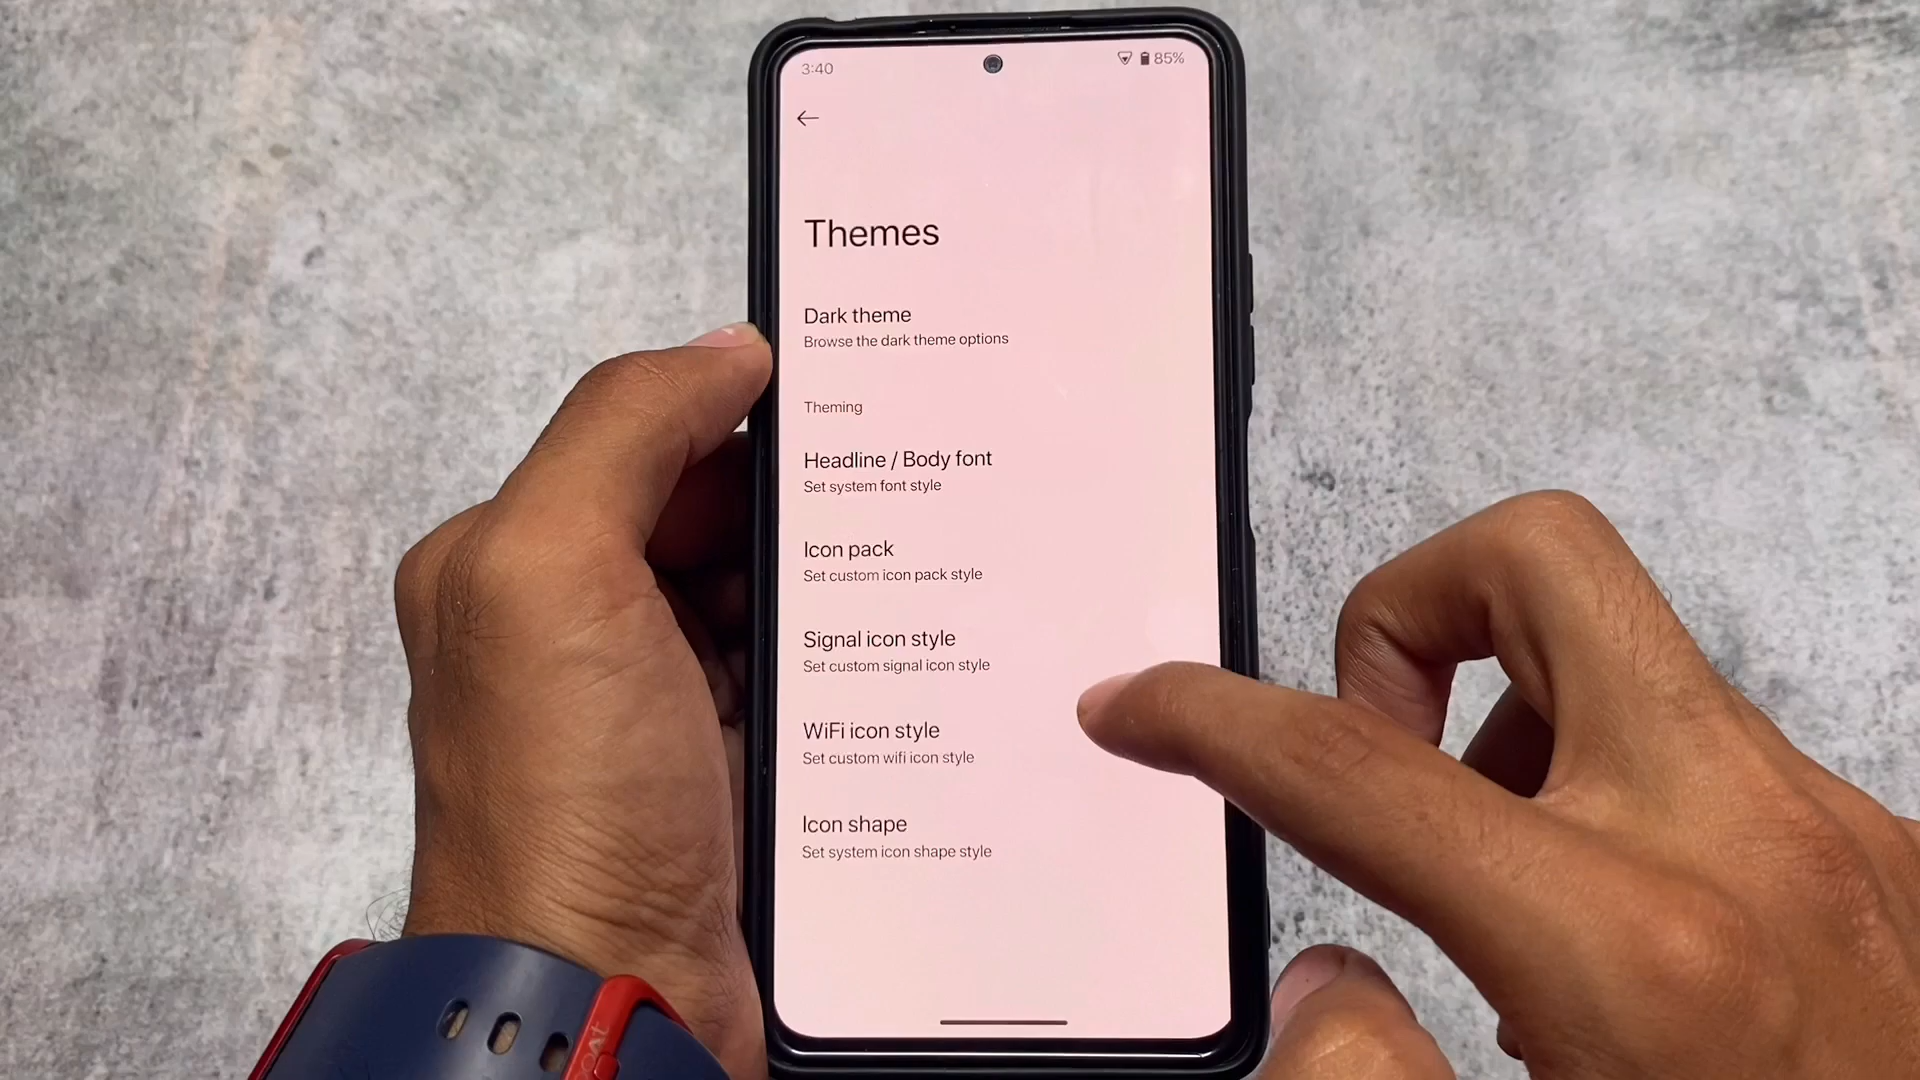 3:40
85%
Themes
Dark theme
Browse the dark theme options
Theming
Headline / Body font
Set system font style
Icon pack
Set custom icon pack style
Signal icon style
Set custom signal icon style
WiFi icon style
Set custom wifi icon style
Icon shape
Set system icon shape style